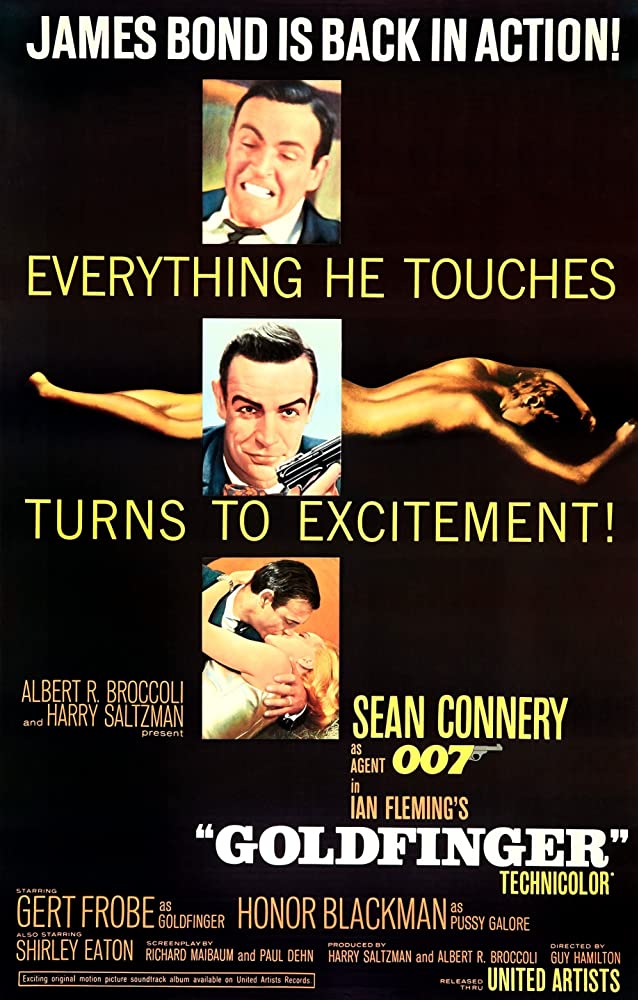 JAMES BOND IS BACK IN ACTION!
EVERYTHING HE TOUCHES
TURNS TO EXCITEMENT!
ALBERT R. BROCCOLI
and HARRY SALTZMAN
present
SEAN CONNERY
as
AGENT 007
in
IAN FLEMING'S
"GOLDFINGER"
TECHNICOLOR®
STARRING
GERT FROBE as GOLDFINGER HONOR BLACKMAN as PUSSY GALORE
ALSO STARRING
SHIRLEY EATON
SCREENPLAY BY
RICHARD MAIBAUM and PAUL DEHN
PRODUCED BY
HARRY SALTZMAN and ALBERT R. BROCCOLI
DIRECTED BY
GUY HAMILTON
Exciting original motion picture soundtrack album available on United Artists Records.
RELEASED THRU UNITED ARTISTS